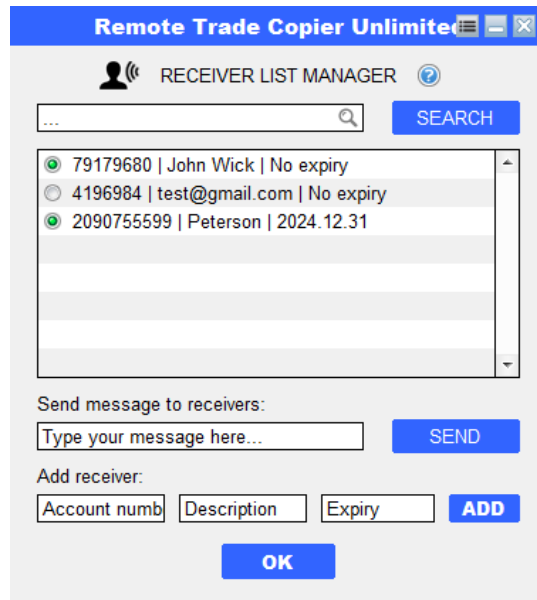 Remote Trade Copier Unlimited
RECEIVER LIST MANAGER ?
...
SEARCH
79179680 | John Wick | No expiry
4196984 | test@gmail.com | No expiry
2090755599 | Peterson | 2024.12.31
Send message to receivers:
Type your message here...
SEND
Add receiver:
Account numb Description Expiry ADD
OK